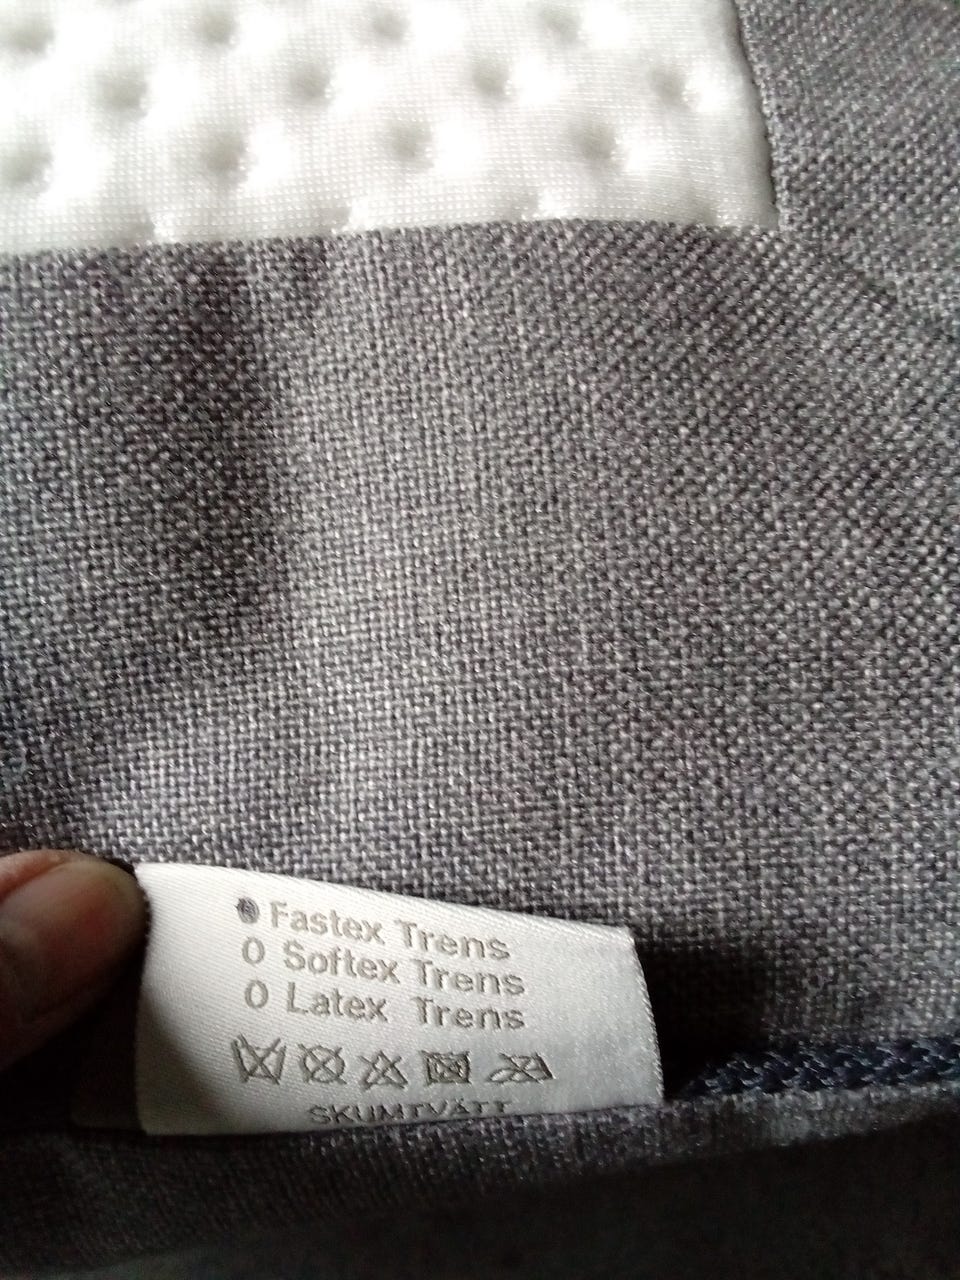 Fastex Trens
0 Softex Trens
0 Latex Trens
SKUMTVÄTT